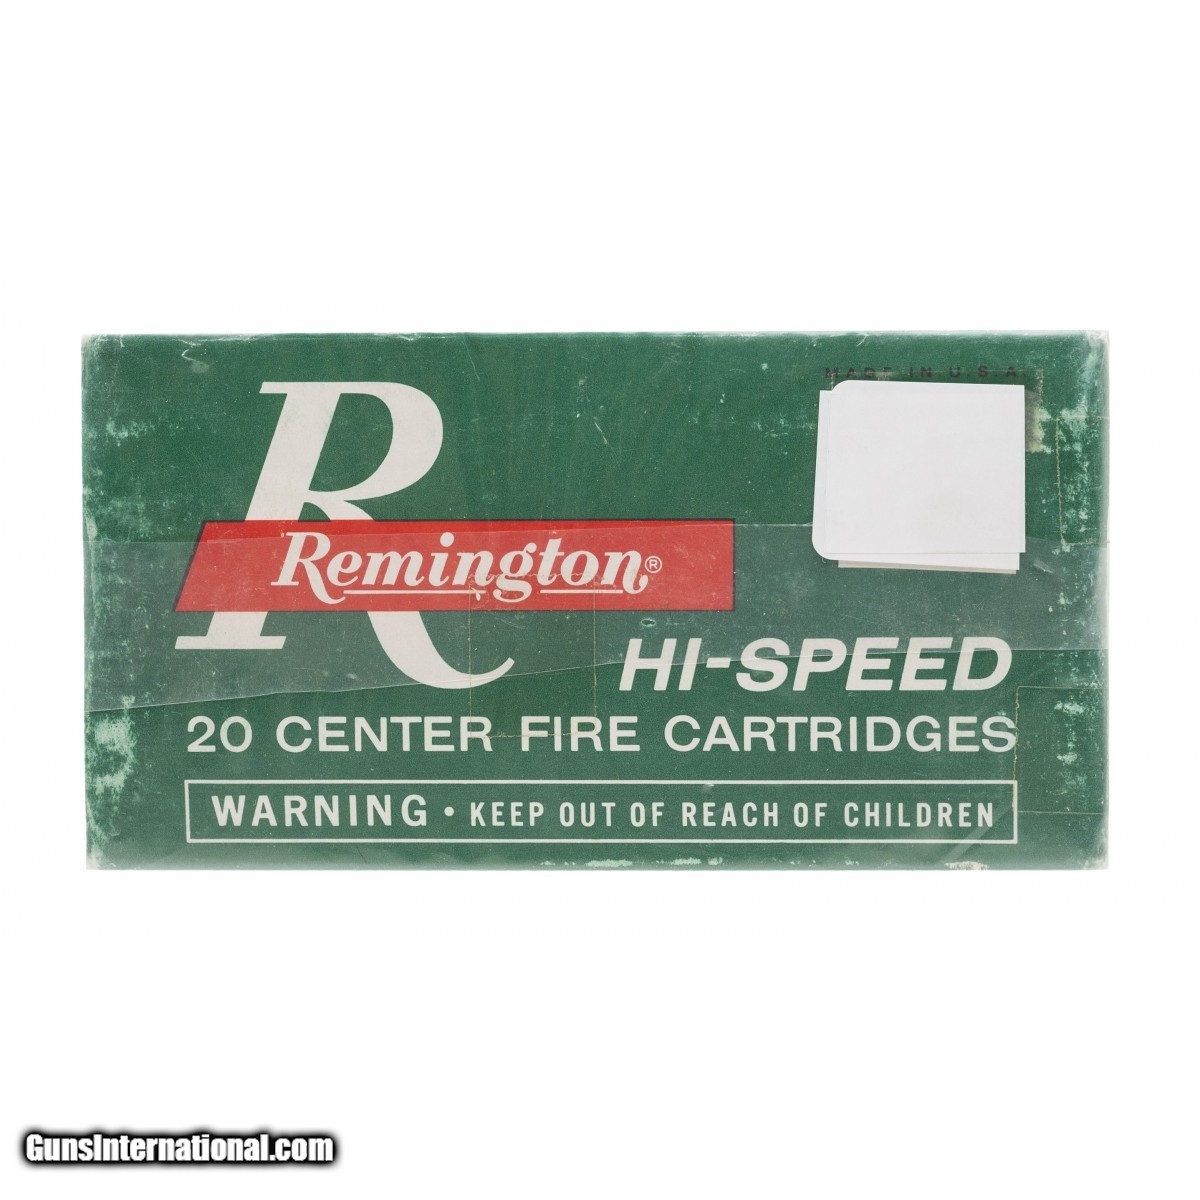 MADE IN U.S.A.
R
Remington®
HI-SPEED
20 CENTER FIRE CARTRIDGES
WARNING · KEEP OUT OF REACH OF CHILDREN
GunsInternational.com